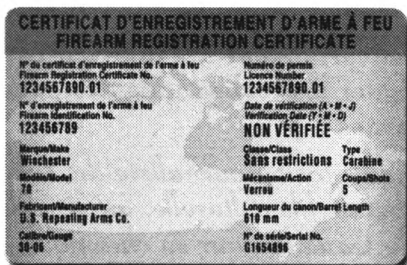 CERTIFICAT D'ENREGISTREMENT D'ARME À FEU
FIREARM REGISTRATION CERTIFICATE
Nº du certificat d'enregistrement de l'arme à feu
Firearm Registration Certificate No.
1234567890.01
Numéro de permis
Licence Number
1234567890.01
Nº d'enregistrement de l'arme à feu
Firearm Identification No.
123456789
Date de vérification (A • M • J)
Verification Date (Y • M • D)
NON VÉRIFIÉE
Marque/Make
Winchester
Classe/Class
Sans restrictions
Type
Carabine
Modèle/Model
70
Mécanisme/Action
Verrou
Coups/Shots
5
Fabricant/Manufacturer
U.S. Repeating Arms Co.
Longueur du canon/Barrel Length
610 mm
Calibre/Gauge
30-06
Nº de série/Serial No.
G1654896